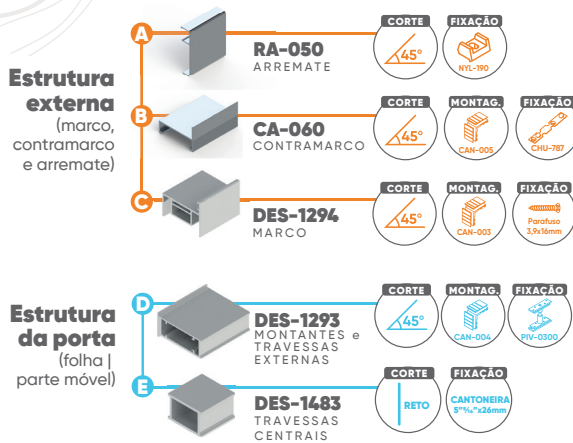 Estrutura
externa
(marco,
contramarco
e arremate)
A
RA-050
ARREMATE
CORTE
45°
FIXAÇÃO
NYL-190
B
CA-060
CONTRAMARCO
CORTE
45°
MONTAG.
CAN-005
FIXAÇÃO
CHU-787
C
DES-1294
MARCO
CORTE
45°
MONTAG.
CAN-003
FIXAÇÃO
Parafuso
3,9x16mm
Estrutura
da porta
(folha |
parte móvel)
D
DES-1293
MONTANTES e
TRAVESSAS
EXTERNAS
CORTE
45°
MONTAG.
CAN-004
FIXAÇÃO
PIV-0300
E
DES-1483
TRAVESSAS
CENTRAIS
CORTE
RETO
FIXAÇÃO
CANTONEIRA